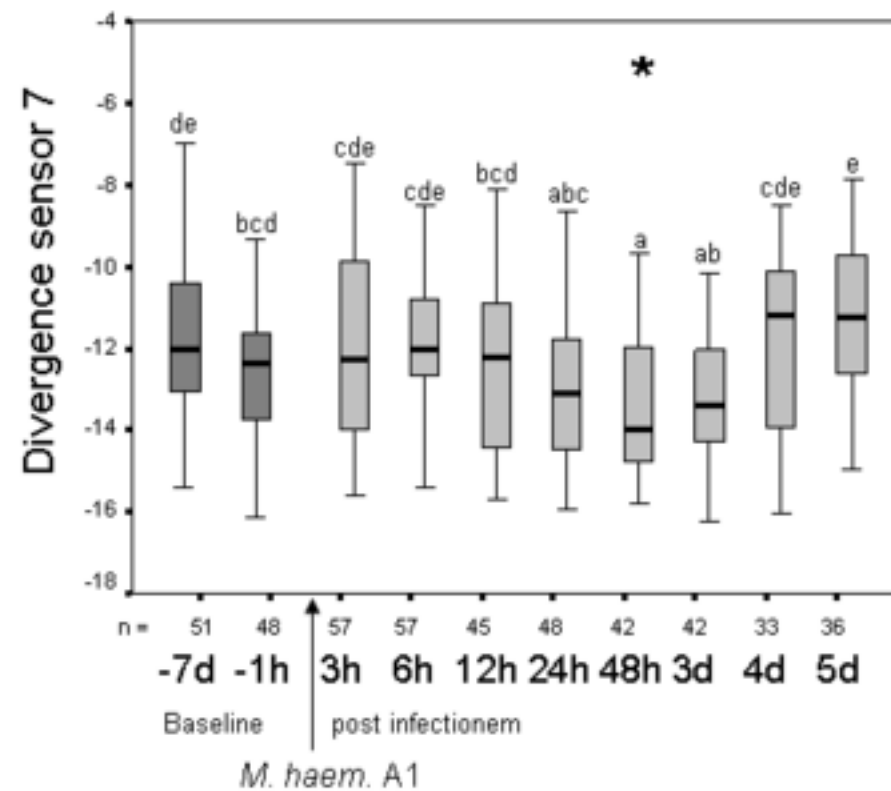 Divergence sensor 7
-4
-6
-8
-10
-12
-14
-16
-18
*
de
bcd
cde
cde
bcd
abc
a
ab
cde
e
n = 51 48 57 57 45 48 42 42 33 36
-7d -1h 3h 6h 12h 24h 48h 3d 4d 5d
Baseline post infectionem
M. haem. A1